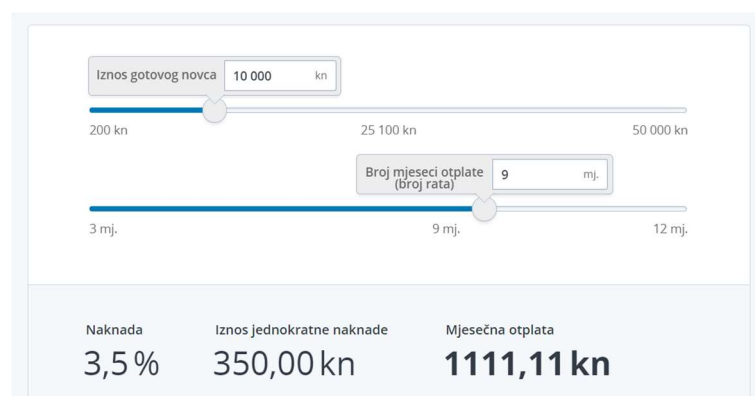 Iznos gotovog novca 10 000 kn
200 kn 25 100 kn 50 000 kn
Broj mjeseci otplate
(broj rata) 9 mj.
3 mj. 9 mj. 12 mj.
Naknada Iznos jednokratne naknade Mjesečna otplata
3,5 % 350,00 kn 1111,11 kn